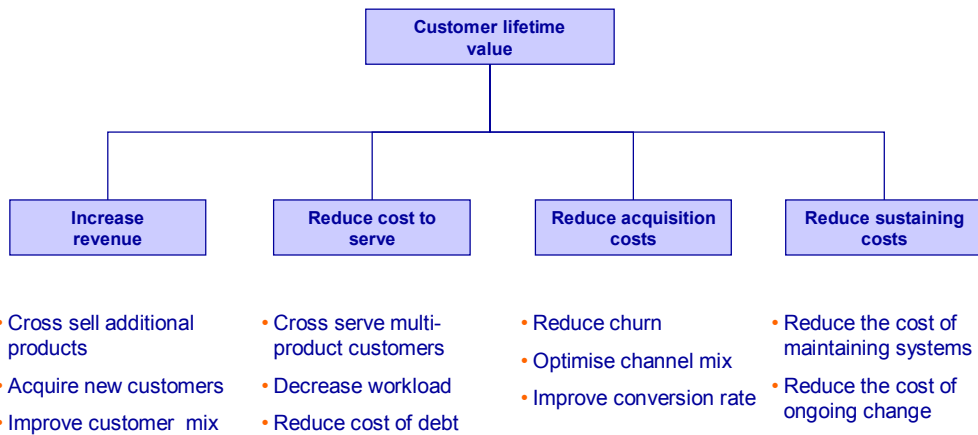 Customer lifetime
value
Increase
revenue
Reduce cost to
serve
Reduce acquisition
costs
Reduce sustaining
costs
• Cross sell additional
products
• Acquire new customers
• Improve customer mix
• Cross serve multi-
product customers
• Decrease workload
• Reduce cost of debt
• Reduce churn
• Optimise channel mix
• Improve conversion rate
• Reduce the cost of
maintaining systems
• Reduce the cost of
ongoing change